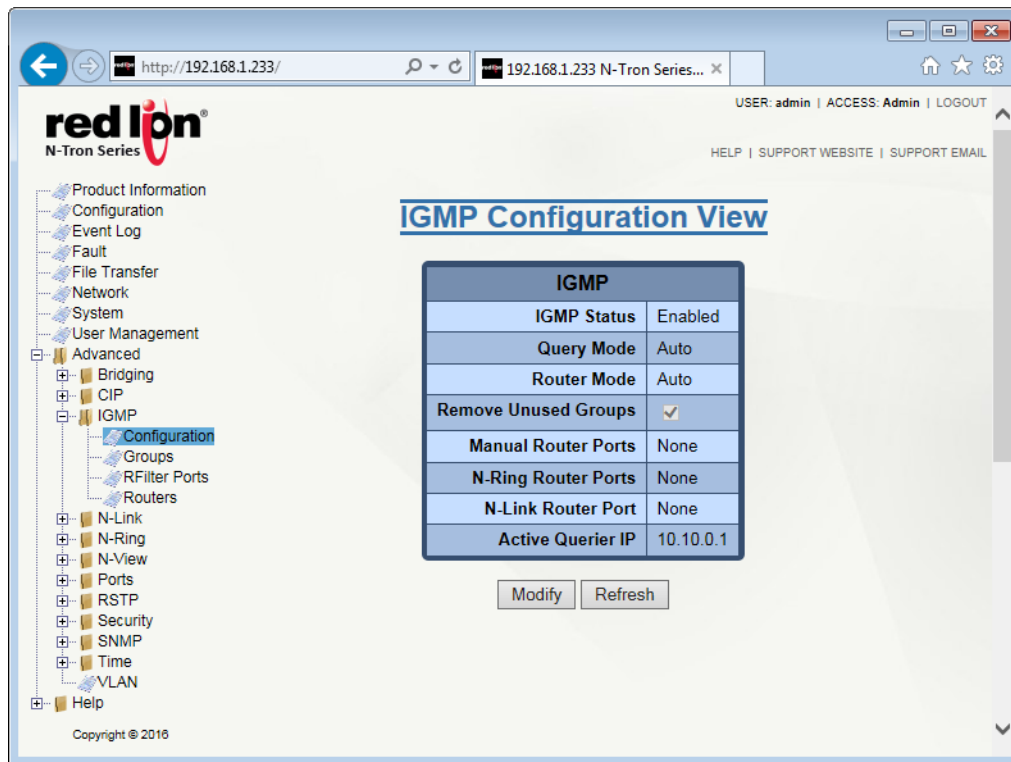 http://192.168.1.233/
192.168.1.233 N-Tron Series...
USER: admin | ACCESS: Admin | LOGOUT
red lion®
N-Tron Series
HELP | SUPPORT WEBSITE | SUPPORT EMAIL
Product Information
Configuration
Event Log
Fault
File Transfer
Network
System
User Management
Advanced
Bridging
CIP
IGMP
Configuration
Groups
RFilter Ports
Routers
N-Link
N-Ring
N-View
Ports
RSTP
Security
SNMP
Time
VLAN
Help
Copyright © 2016
IGMP Configuration View
IGMP
IGMP Status Enabled
Query Mode Auto
Router Mode Auto
Remove Unused Groups
Manual Router Ports None
N-Ring Router Ports None
N-Link Router Port None
Active Querier IP 10.10.0.1
Modify Refresh